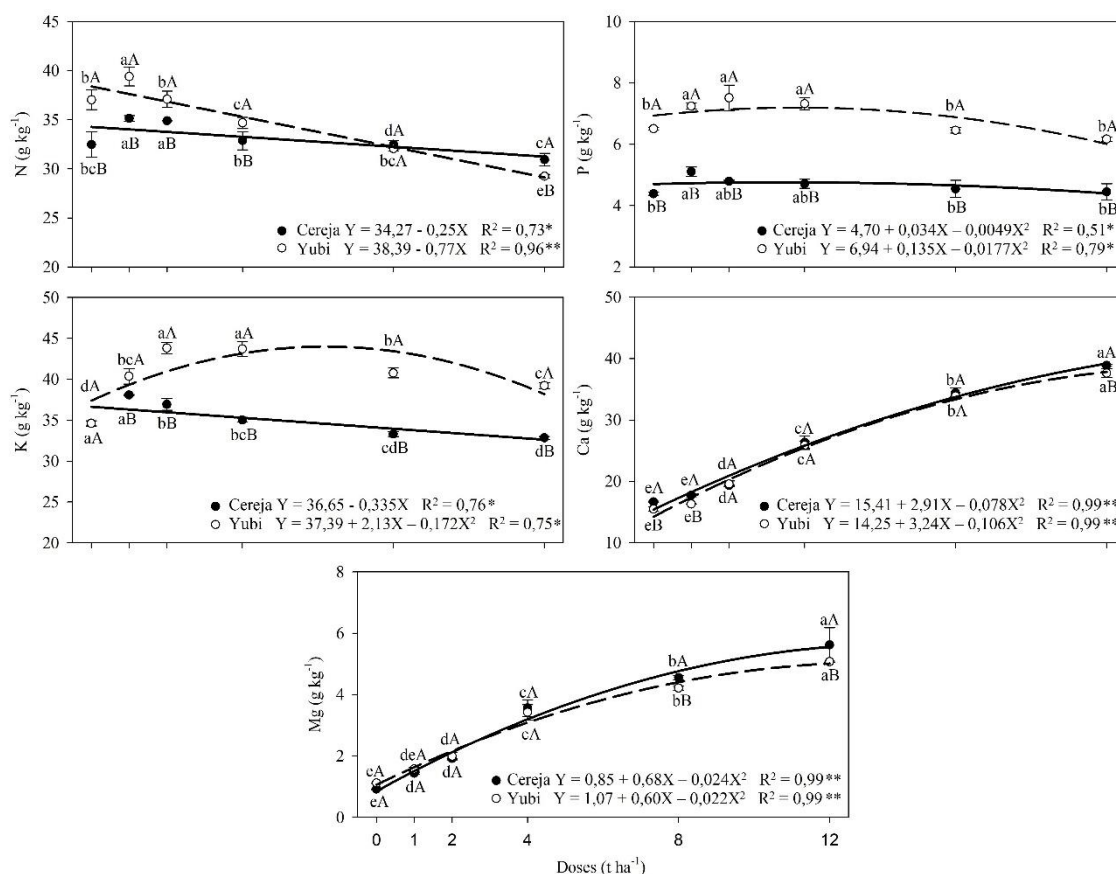 N (g kg⁻¹)
45
40
35
30
25
20
bA
aA
bA
cA
dA
cA
bcB
aB
aB
bB
bcA
eB
Cereja Y = 34,27 - 0,25X R² = 0,73*
Yubi Y = 38,39 - 0,77X R² = 0,96**
P (g kg⁻¹)
10
8
6
4
2
bA
aA
aA
aA
bA
bA
bB
aB
abB
abB
bB
bB
Cereja Y = 4,70 + 0,034X – 0,0049X² R² = 0,51*
Yubi Y = 6,94 + 0,135X – 0,0177X² R² = 0,79*
K (g kg⁻¹)
50
45
40
35
30
25
20
dA
bcA
aA
aA
bA
cA
aA
aB
bB
bcB
cdB
dB
Cereja Y = 36,65 - 0,335X R² = 0,76*
Yubi Y = 37,39 + 2,13X – 0,172X² R² = 0,75*
Ca (g kg⁻¹)
50
40
30
20
10
0
eA
eA
dA
cA
bA
aA
eB
eB
dA
cA
bA
aB
Cereja Y = 15,41 + 2,91X – 0,078X² R² = 0,99**
Yubi Y = 14,25 + 3,24X – 0,106X² R² = 0,99**
Mg (g kg⁻¹)
8
6
4
2
0
cA
deA
dA
cA
bA
aA
eA
dA
dA
cA
bB
aB
Cereja Y = 0,85 + 0,68X – 0,024X² R² = 0,99**
Yubi Y = 1,07 + 0,60X – 0,022X² R² = 0,99**
0 1 2 4 8 12
Doses (t ha⁻¹)